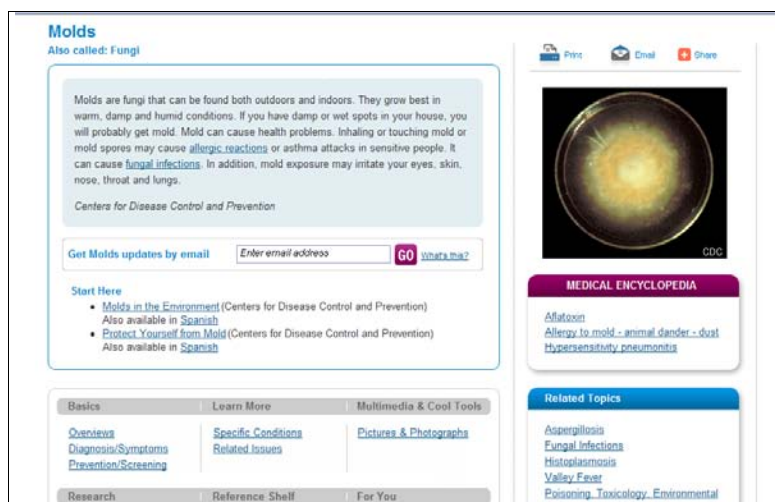 Molds
Also called: Fungi
Print
Email
Share
Molds are fungi that can be found both outdoors and indoors. They grow best in
warm, damp and humid conditions. If you have damp or wet spots in your house, you
will probably get mold. Mold can cause health problems. Inhaling or touching mold or
mold spores may cause allergic reactions or asthma attacks in sensitive people. It
can cause fungal infections. In addition, mold exposure may irritate your eyes, skin,
nose, throat and lungs.
Centers for Disease Control and Prevention
Get Molds updates by email
Enter email address
GO
What's this?
Start Here
• Molds in the Environment (Centers for Disease Control and Prevention)
Also available in Spanish
• Protect Yourself from Mold (Centers for Disease Control and Prevention)
Also available in Spanish
CDC
MEDICAL ENCYCLOPEDIA
Aflatoxin
Allergy to mold - animal dander - dust
Hypersensitivity pneumonitis
Basics
Overviews
Diagnosis/Symptoms
Prevention/Screening
Learn More
Specific Conditions
Related Issues
Multimedia & Cool Tools
Pictures & Photographs
Research
Reference Shelf
For You
Related Topics
Aspergillosis
Fungal Infections
Histoplasmosis
Valley Fever
Poisoning, Toxicology, Environmental